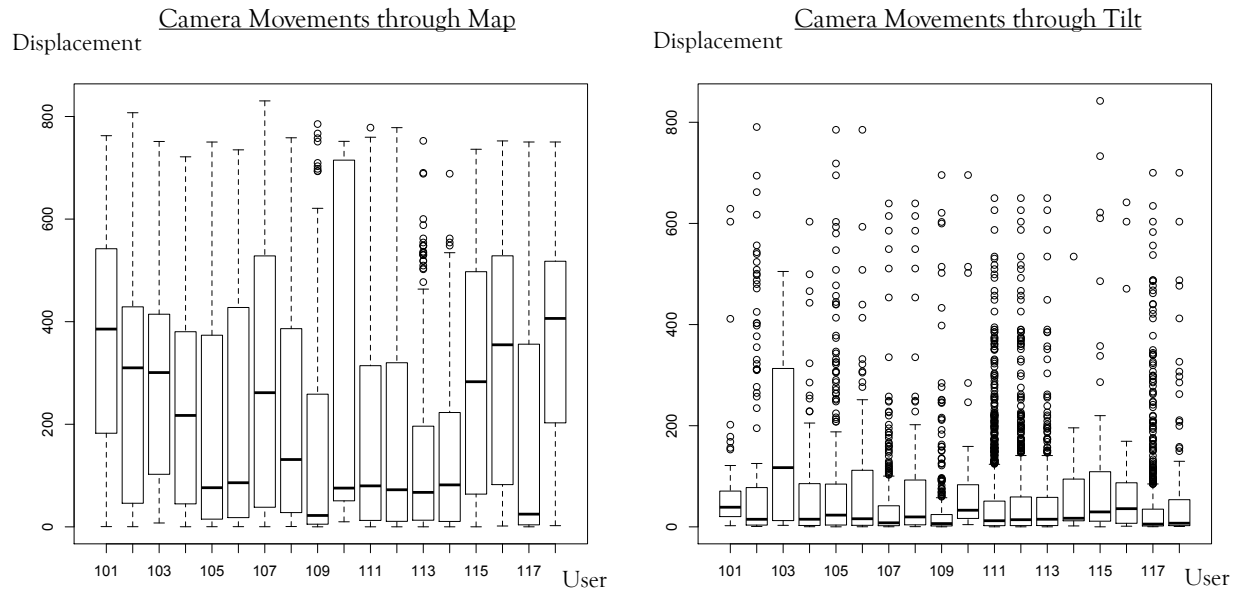 Camera Movements through Map
Displacement
800
600
400
200
0
101 103 105 107 109 111 113 115 117
User
Camera Movements through Tilt
Displacement
800
600
400
200
0
101 103 105 107 109 111 113 115 117
User